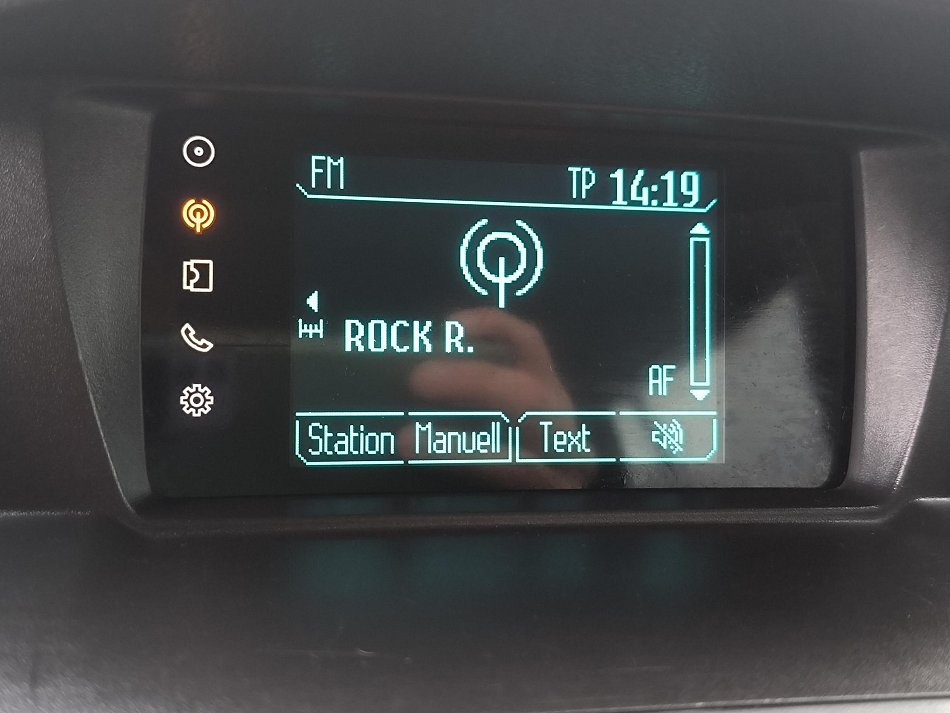 FM TP 14:19
ROCK R.
AF
Station Manuell Text